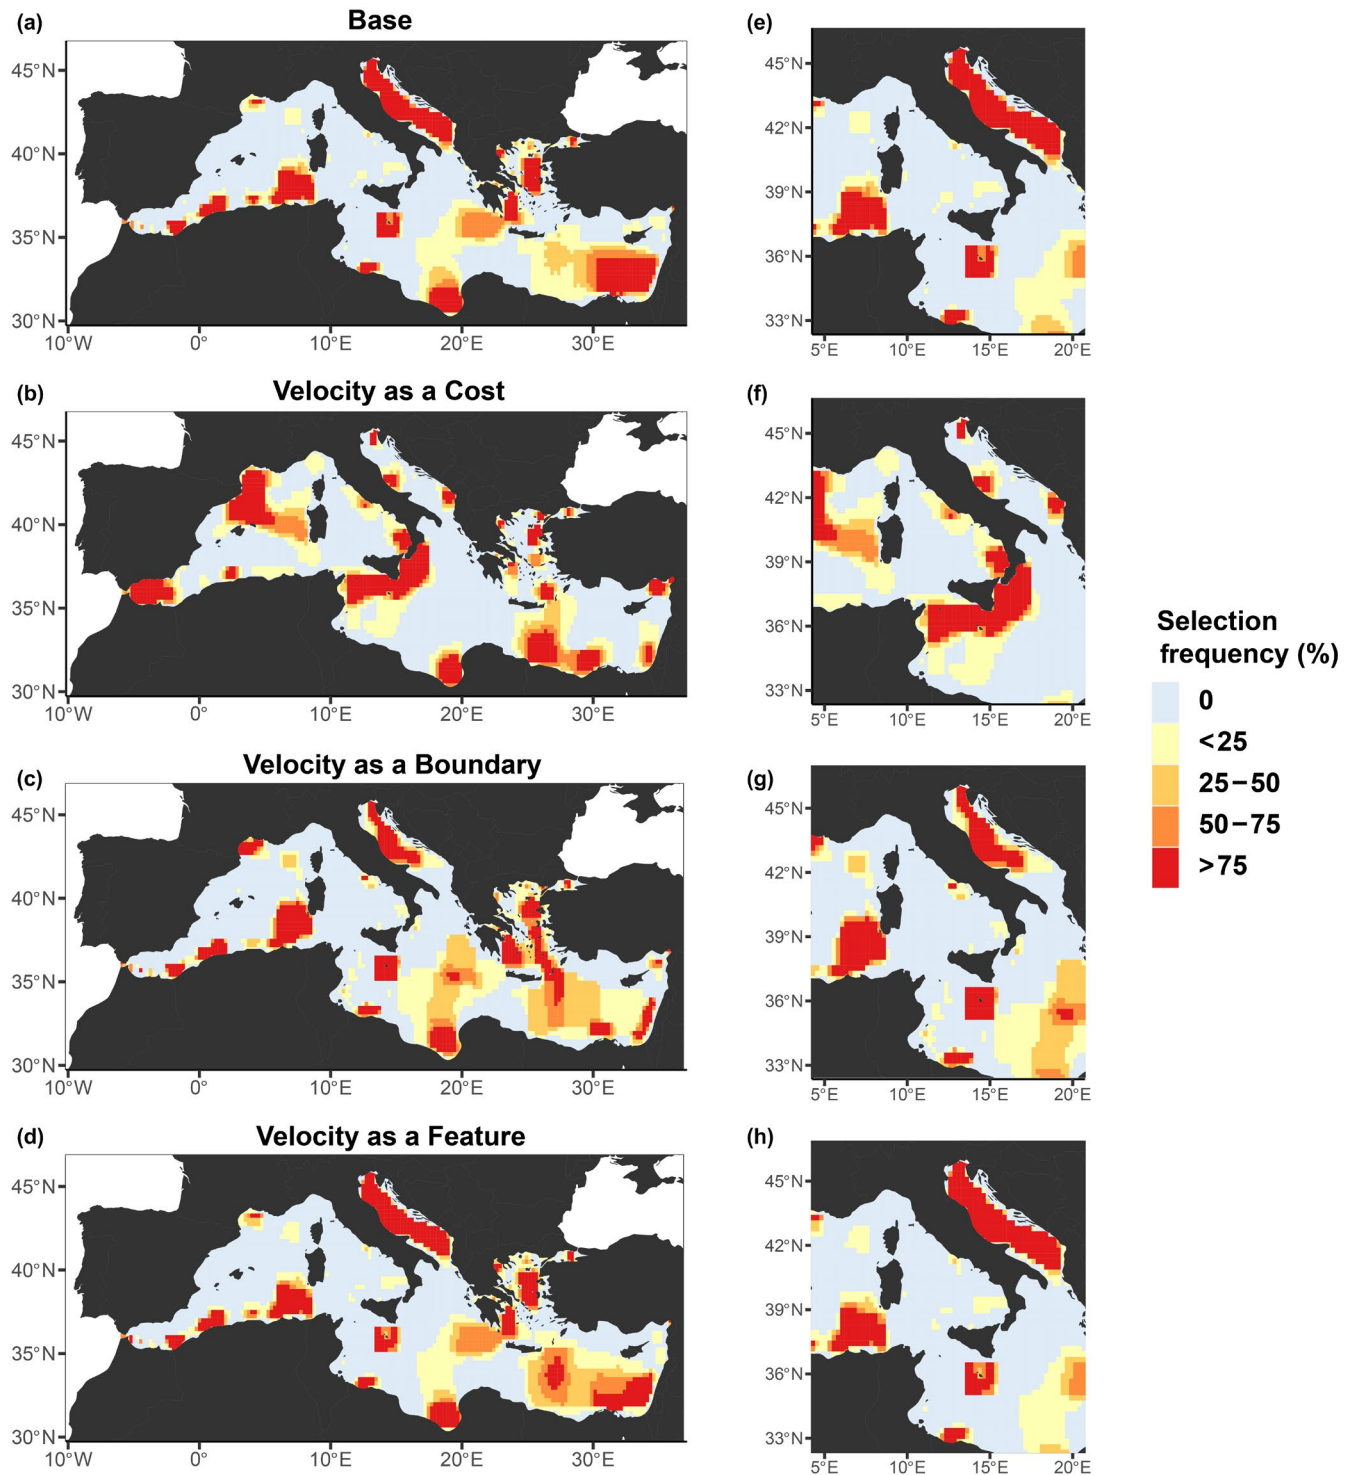 (a)
Base
45°N
40°N
35°N
30°N
10°W 0° 10°E 20°E 30°E
(e)
45°N
42°N
39°N
36°N
33°N
5°E 10°E 15°E 20°E
(b)
Velocity as a Cost
45°N
40°N
35°N
30°N
10°W 0° 10°E 20°E 30°E
(f)
45°N
42°N
39°N
36°N
33°N
5°E 10°E 15°E 20°E
(c)
Velocity as a Boundary
45°N
40°N
35°N
30°N
10°W 0° 10°E 20°E 30°E
(g)
45°N
42°N
39°N
36°N
33°N
5°E 10°E 15°E 20°E
(d)
Velocity as a Feature
45°N
40°N
35°N
30°N
10°W 0° 10°E 20°E 30°E
(h)
45°N
42°N
39°N
36°N
33°N
5°E 10°E 15°E 20°E
Selection
frequency (%)
0
<25
25−50
50−75
>75